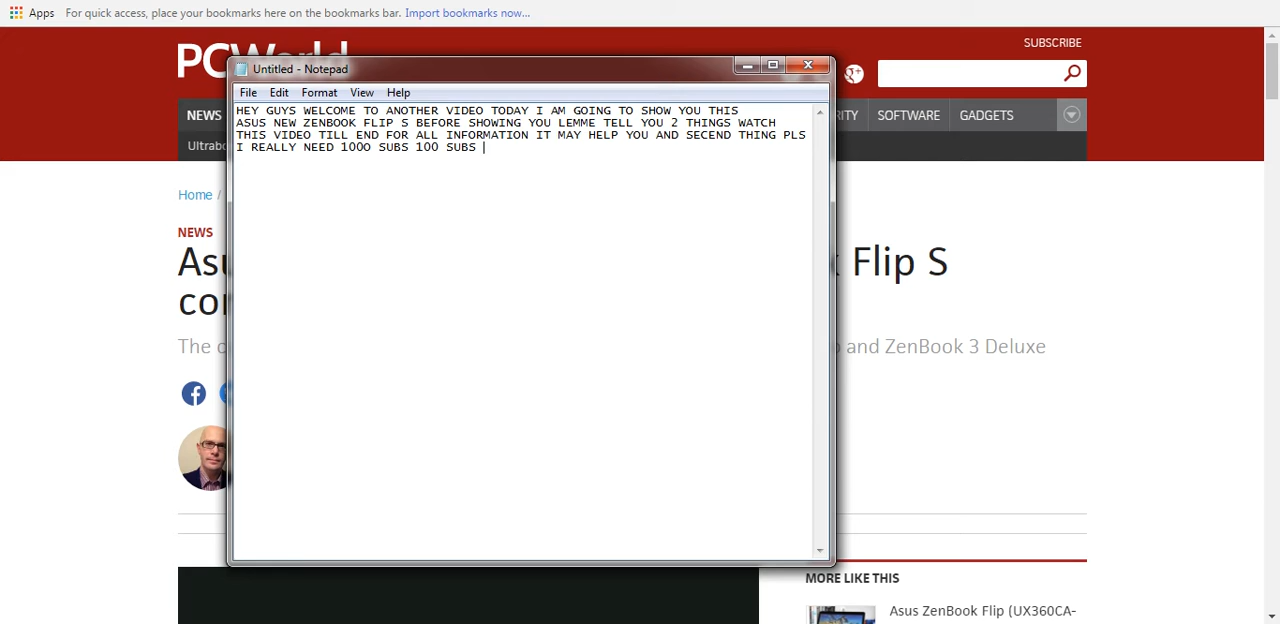 Apps For quick access, place your bookmarks here on the bookmarks bar. Import bookmarks now...
SUBSCRIBE
PCWorld
Untitled - Notepad
File Edit Format View Help
HEY GUYS WELCOME TO ANOTHER VIDEO TODAY I AM GOING TO SHOW YOU THIS
ASUS NEW ZENBOOK FLIP S BEFORE SHOWING YOU LEMME TELL YOU 2 THINGS WATCH
THIS VIDEO TILL END FOR ALL INFORMATION IT MAY HELP YOU AND SECEND THING PLS
I REALLY NEED 100O SUBS 100 SUBS
NEWS SOFTWARE GADGETS
Home /
NEWS
Flip S
and ZenBook 3 Deluxe
MORE LIKE THIS
Asus ZenBook Flip (UX360CA-